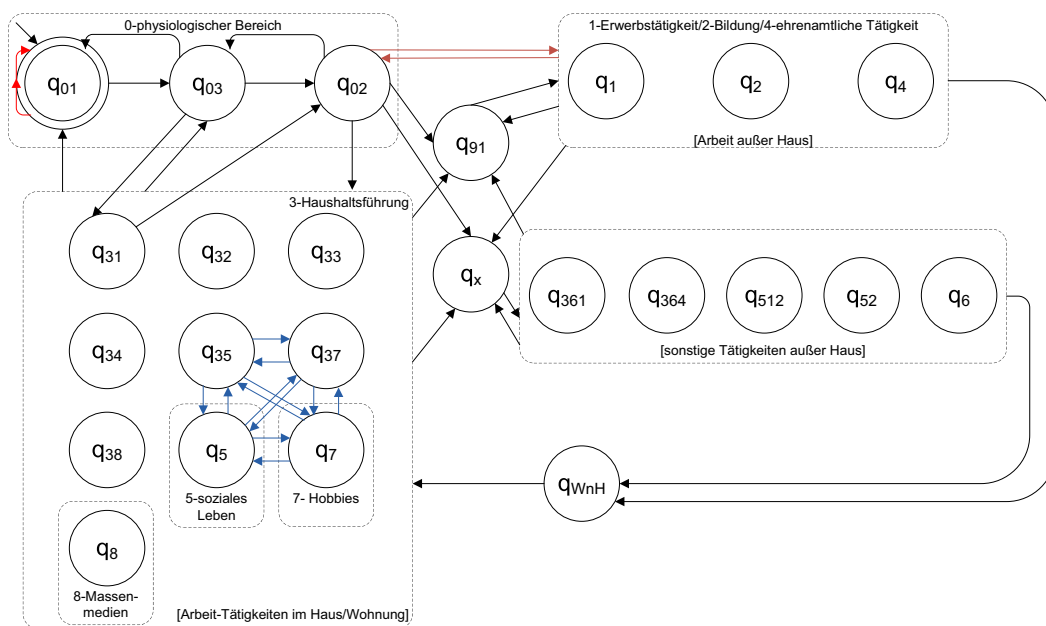 0-physiologischer Bereich
1-Erwerbstätigkeit/2-Bildung/4-ehrenamtliche Tätigkeit
q01
q03
q02
q1
q2
q4
[Arbeit außer Haus]
q91
3-Haushaltsführung
q31
q32
q33
qx
q361
q364
q512
q52
q6
[sonstige Tätigkeiten außer Haus]
q34
q35
q37
q38
q5
q7
5-soziales
Leben
7- Hobbies
qWnH
q8
8-Massen-
medien
[Arbeit-Tätigkeiten im Haus/Wohnung]